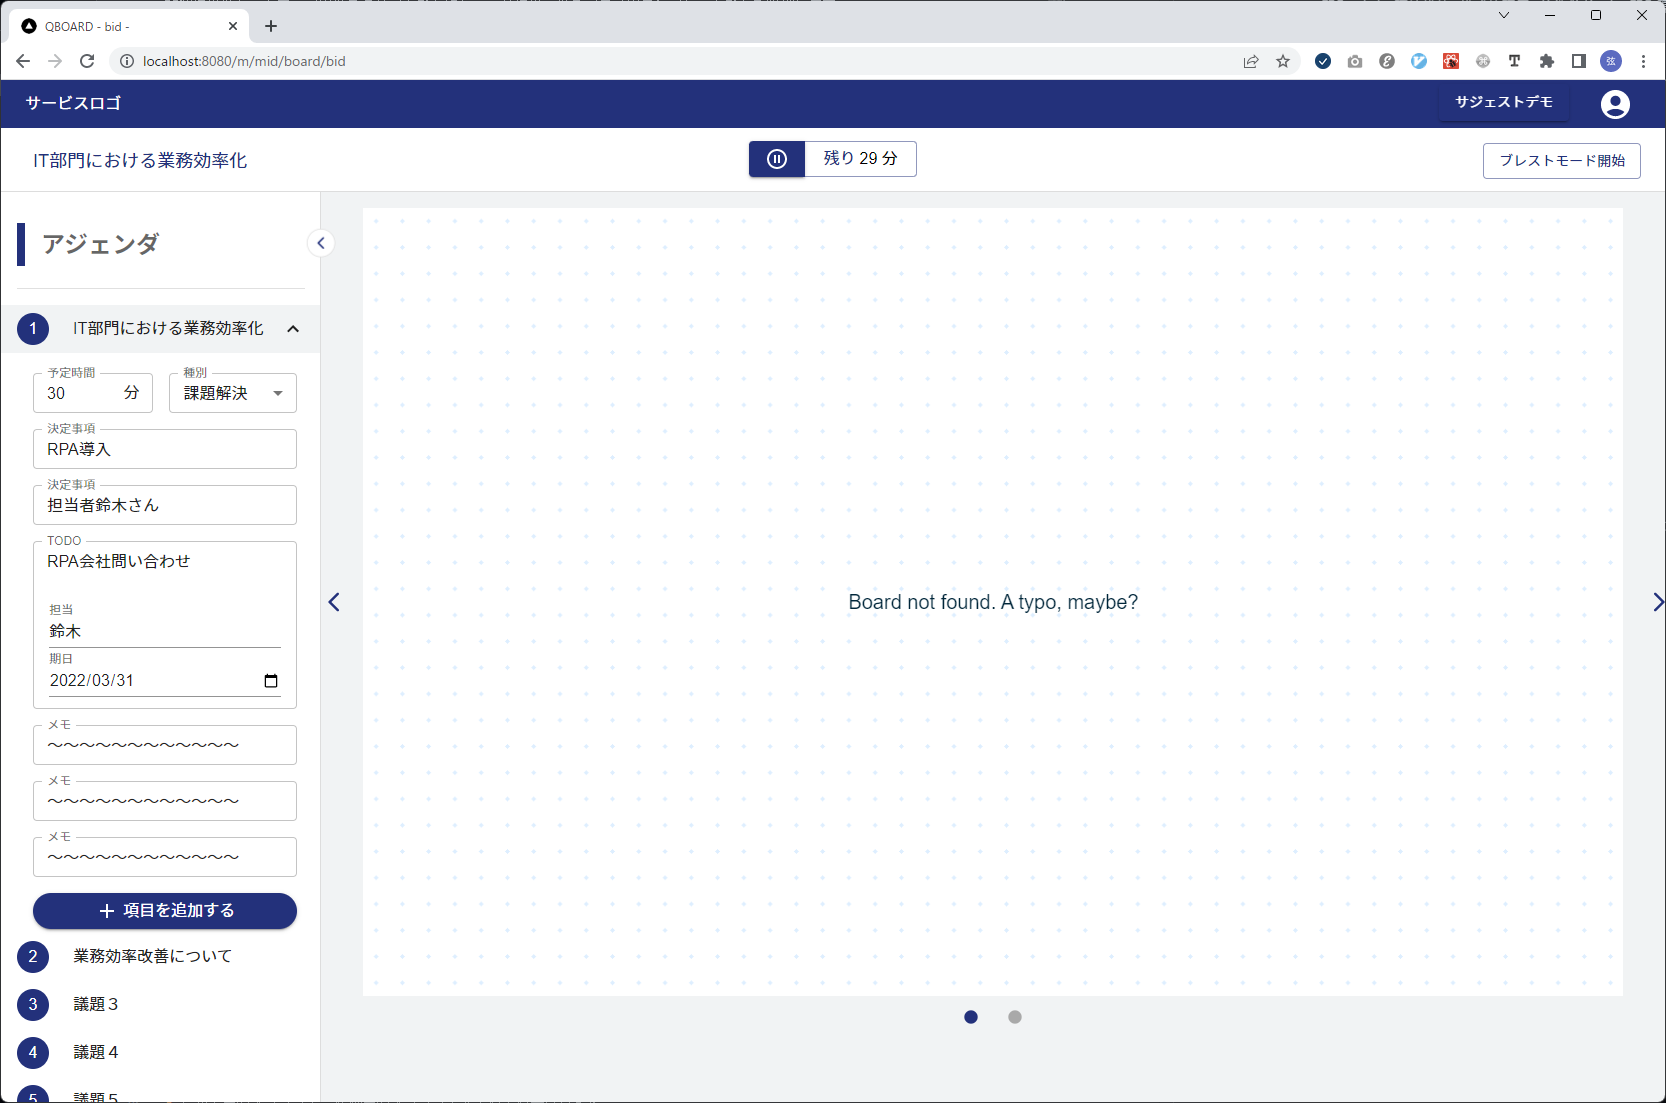 QBOARD - bid -
localhost:8080/m/mid/board/bid
弦
サービスロゴ
サジェストデモ
IT部門における業務効率化
残り 29 分
ブレストモード開始
アジェンダ
1 IT部門における業務効率化
予定時間
30 分
種別
課題解決
決定事項
RPA導入
決定事項
担当者鈴木さん
TODO
RPA会社問い合わせ
担当
鈴木
期日
2022/03/31
メモ
〜〜〜〜〜〜〜〜〜〜〜〜
メモ
〜〜〜〜〜〜〜〜〜〜〜〜
メモ
〜〜〜〜〜〜〜〜〜〜〜〜
項目を追加する
2 業務効率改善について
3 議題３
4 議題４
5 議題５
Board not found. A typo, maybe?